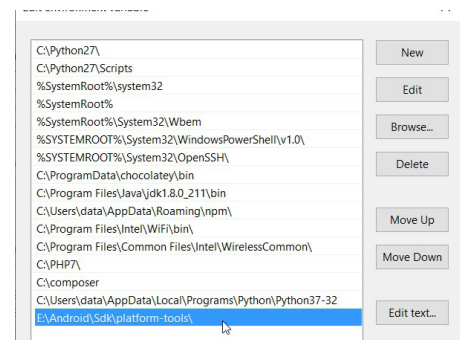 C:\Python27\
New
C:\Python27\Scripts
%SystemRoot%\system32
Edit
%SystemRoot%
%SystemRoot%\System32\Wbem
Browse...
%SYSTEMROOT%\System32\WindowsPowerShell\v1.0\
%SYSTEMROOT%\System32\OpenSSH\
Delete
C:\ProgramData\chocolatey\bin
C:\Program Files\Java\jdk1.8.0_211\bin
C:\Users\data\AppData\Roaming\npm\
Move Up
C:\Program Files\Intel\WiFi\bin\
C:\Program Files\Common Files\Intel\WirelessCommon\
Move Down
C:\PHP7\
C:\composer
C:\Users\data\AppData\Local\Programs\Python\Python37-32
E:\Android\Sdk\platform-tools\
Edit text...